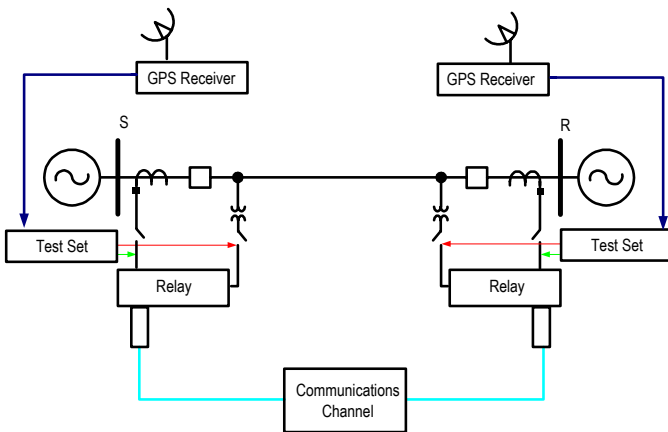 GPS Receiver
GPS Receiver
S
R
Test Set
Test Set
Relay
Relay
Communications
Channel